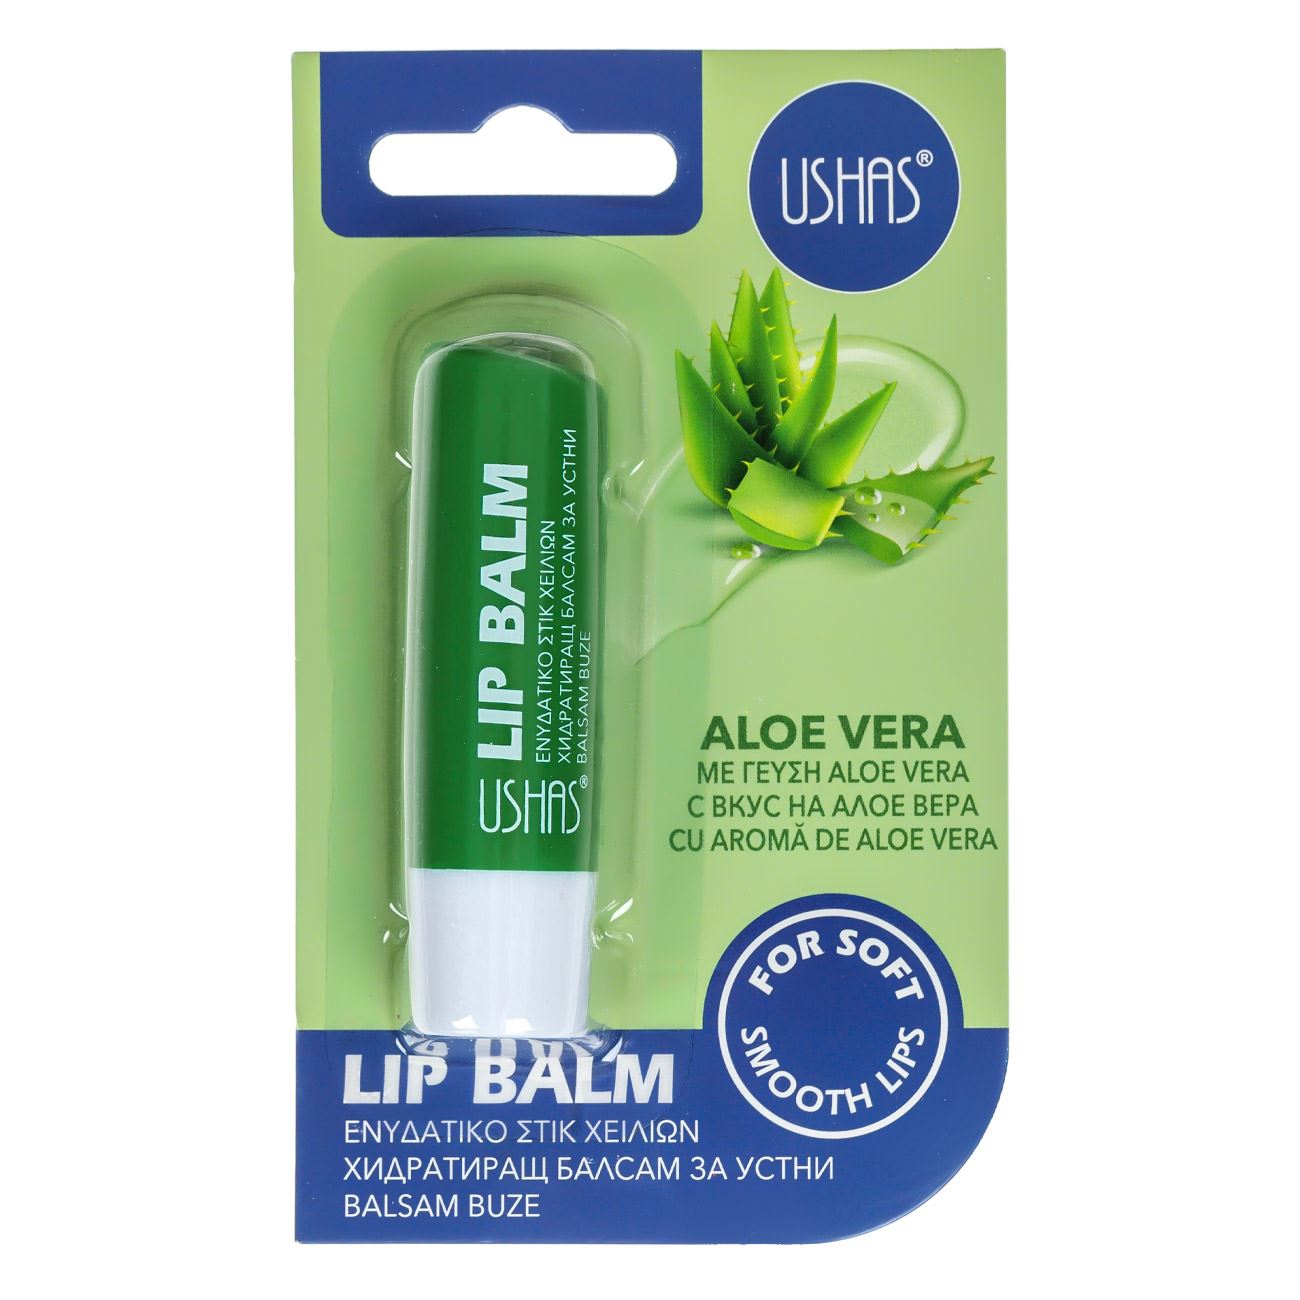 USHAS®
LIP BALM
ΕΝΥΔΑΤΙΚΟ ΣΤΙΚ ΧΕΙΛΙΩΝ
ХИДРАТИРАЩ БАЛСАМ ЗА УСТНИ
BALSAM BUZE
USHAS®
ALOE VERA
ΜΕ ΓΕΥΣΗ ALOE VERA
С ВКУС НА АЛОЕ ВЕРА
CU AROMĂ DE ALOE VERA
FOR SOFT
SMOOTH LIPS
LIP BALM
ΕΝΥΔΑΤΙΚΟ ΣΤΙΚ ΧΕΙΛΙΩΝ
ХИДРАТИРАЩ БАЛСАМ ЗА УСТНИ
BALSAM BUZE